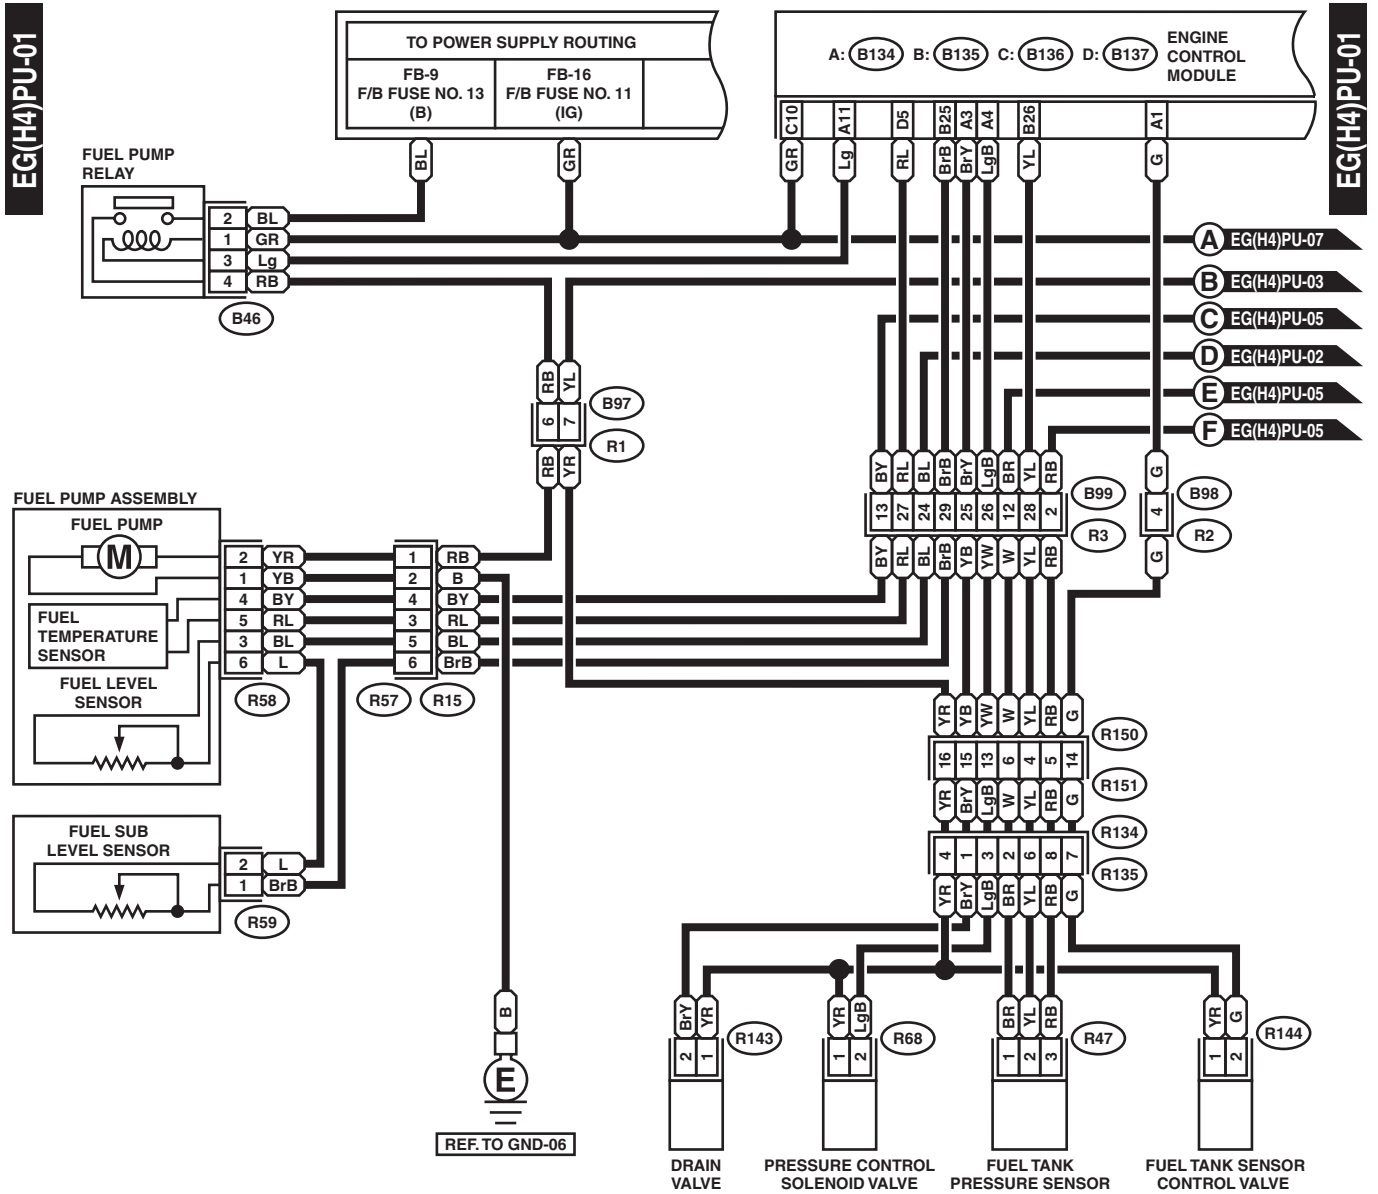 EG(H4)PU-01
EG(H4)PU-01
TO POWER SUPPLY ROUTING
FB-9
F/B FUSE NO. 13
(B)
FB-16
F/B FUSE NO. 11
(IG)
A: B134 B: B135 C: B136 D: B137
ENGINE
CONTROL
MODULE
C10 A11 D5 B25 A3 A4 B26 A1
BL GR GR Lg RL BrB BrY LgB YL G
FUEL PUMP
RELAY
2 BL
1 GR
3 Lg
4 RB
B46
A EG(H4)PU-07
B EG(H4)PU-03
C EG(H4)PU-05
D EG(H4)PU-02
E EG(H4)PU-05
F EG(H4)PU-05
RB YL
6 7
B97
R1
RB YR
BY RL BL BrB BrY LgB BR YL RB
13 27 24 29 25 26 12 28 2
B99
R3
BY RL BL BrB YB YW W YL RB
G
4
B98
R2
G
FUEL PUMP ASSEMBLY
FUEL PUMP
M
FUEL
TEMPERATURE
SENSOR
FUEL LEVEL
SENSOR
2 YR 1 RB
1 YB 2 B
4 BY 4 BY
5 RL 3 RL
3 BL 5 BL
6 L 6 BrB
R58 R57 R15
FUEL SUB
LEVEL SENSOR
2 L
1 BrB
R59
YR YB YW W YL RB G
16 15 13 6 4 5 14
R150
R151
YR BrY LgB W YL RB G
4 1 3 2 6 8 7
R134
R135
YR BrY LgB BR YL RB G
B
E
REF. TO GND-06
BrY YR
2 1
R143
DRAIN
VALVE
YR LgB
1 2
R68
PRESSURE CONTROL
SOLENOID VALVE
BR YL RB
1 2 3
R47
FUEL TANK
PRESSURE SENSOR
YR G
1 2
R144
FUEL TANK SENSOR
CONTROL VALVE